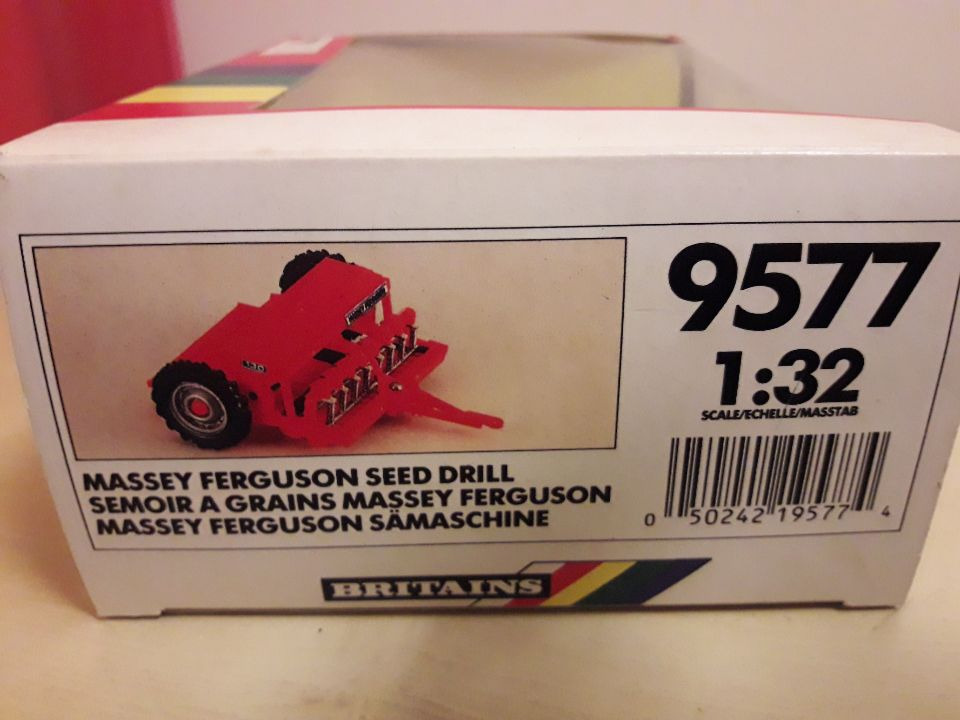 9577
1:32
SCALE/ECHELLE/MASSTAB
MASSEY FERGUSON SEED DRILL
SEMOIR A GRAINS MASSEY FERGUSON
MASSEY FERGUSON SÄMASCHINE
0 50242 19577 4
BRITAINS